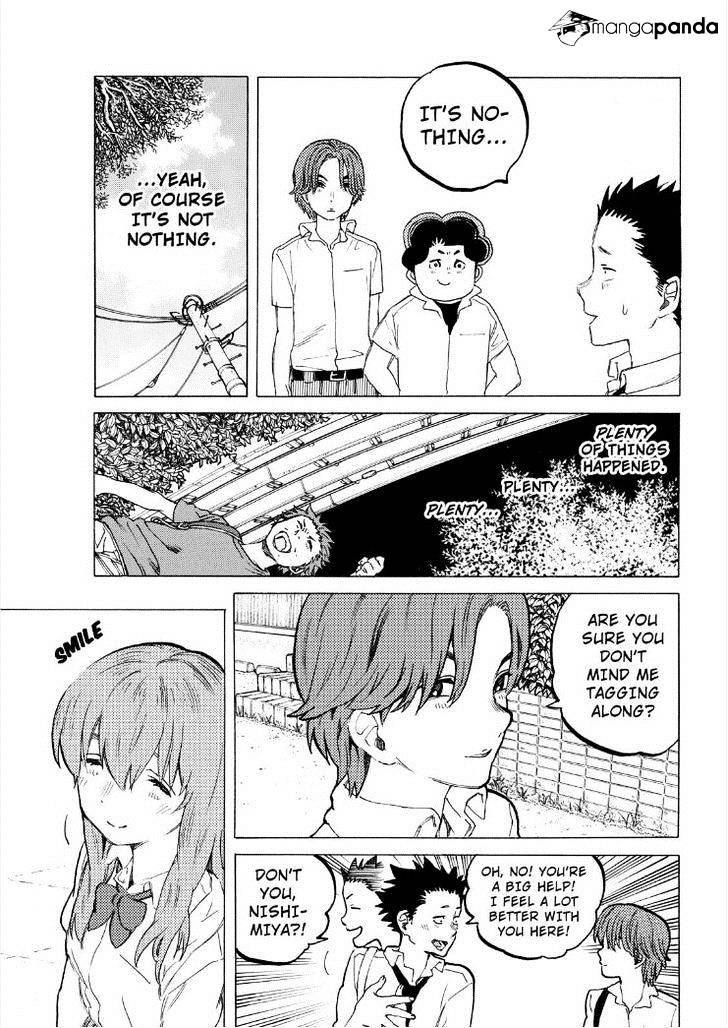 mangapanda
IT'S NO-
THING...
...YEAH,
OF COURSE
IT'S NOT
NOTHING.
PLENTY
OF THINGS
HAPPENED.
PLENTY...
PLENTY...
ARE YOU
SURE YOU
DON'T
MIND ME
TAGGING
ALONG?
SMILE
OH, NO! YOU'RE
A BIG HELP!
I FEEL A LOT
BETTER WITH
YOU HERE!
DON'T
YOU,
NISHI-
MIYA?!